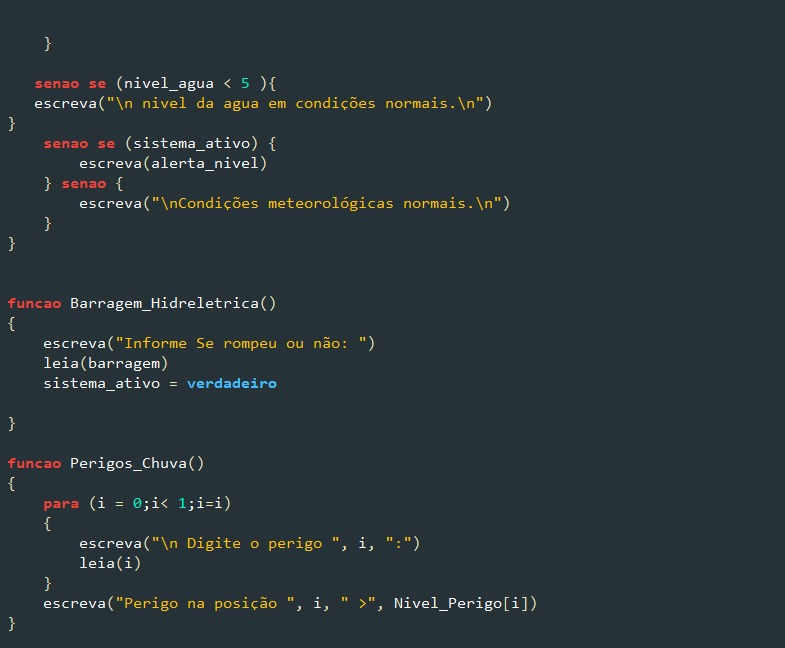 }

   senao se (nivel_agua < 5 ){
   escreva("\n nivel da agua em condições normais.\n")
}
    senao se (sistema_ativo) {
        escreva(alerta_nivel)
    } senao {
        escreva("\nCondições meteorológicas normais.\n")
    }
}

funcao Barragem_Hidreletrica()
{
    escreva("Informe Se rompeu ou não: ")
    leia(barragem)
    sistema_ativo = verdadeiro

}

funcao Perigos_Chuva()
{
    para (i = 0;i< 1;i=i)
    {
        escreva("\n Digite o perigo ", i, ":")
        leia(i)
    }
    escreva("Perigo na posição ", i, " >", Nivel_Perigo[i])
}